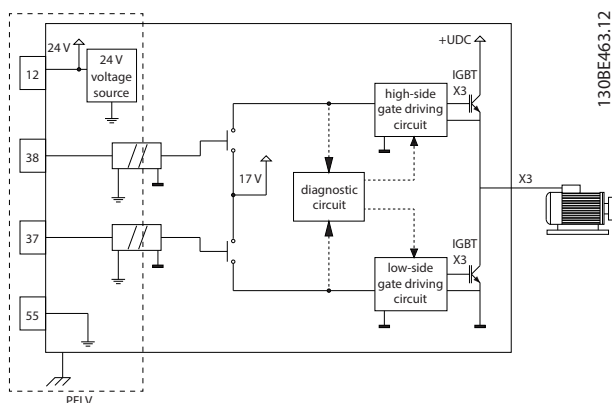 130BE463.12
24 V
+UDC
12
24 V
voltage
source
IGBT
X3
high-side
gate driving
circuit
38
17 V
diagnostic
circuit
X3
37
IGBT
X3
low-side
gate driving
circuit
55
PELV